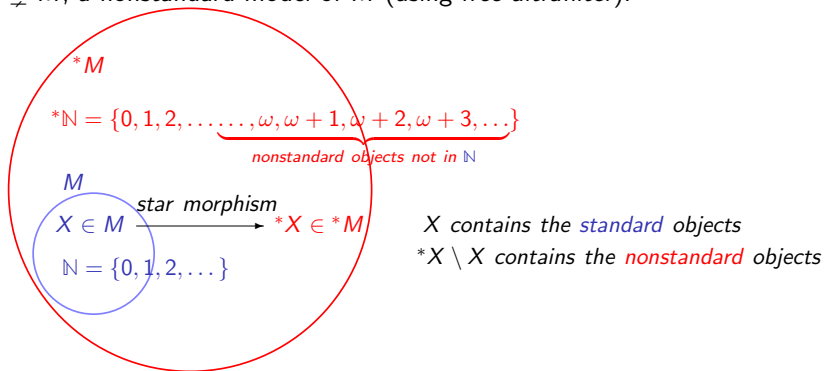 ⊋ M, a nonstandard model of M (using free ultrafilter).
*M
*ℕ = {0, 1, 2, . . . . . . , ω, ω + 1, ω + 2, ω + 3, . . .}
nonstandard objects not in ℕ
M
star morphism
X ∈ M
*X ∈ *M
X contains the standard objects
*X \ X contains the nonstandard objects
ℕ = {0, 1, 2, . . . }